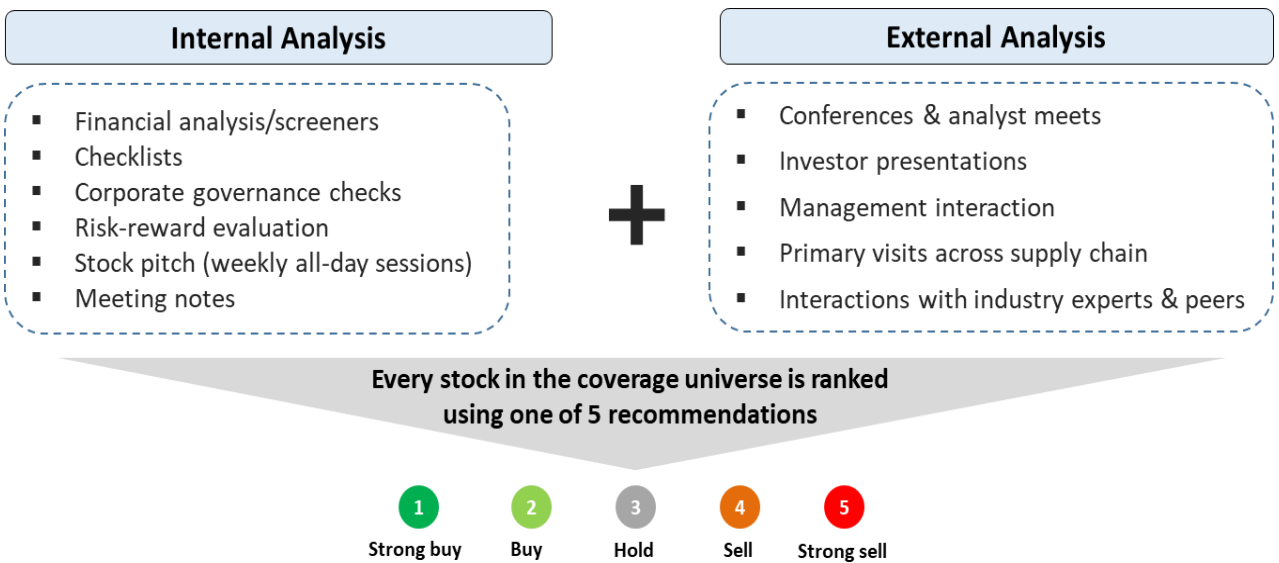 Internal Analysis
Financial analysis/screeners
Checklists
Corporate governance checks
Risk-reward evaluation
Stock pitch (weekly all-day sessions)
Meeting notes
External Analysis
Conferences & analyst meets
Investor presentations
Management interaction
Primary visits across supply chain
Interactions with industry experts & peers
Every stock in the coverage universe is ranked
using one of 5 recommendations
1 2 3 4 5
Strong buy Buy Hold Sell Strong sell